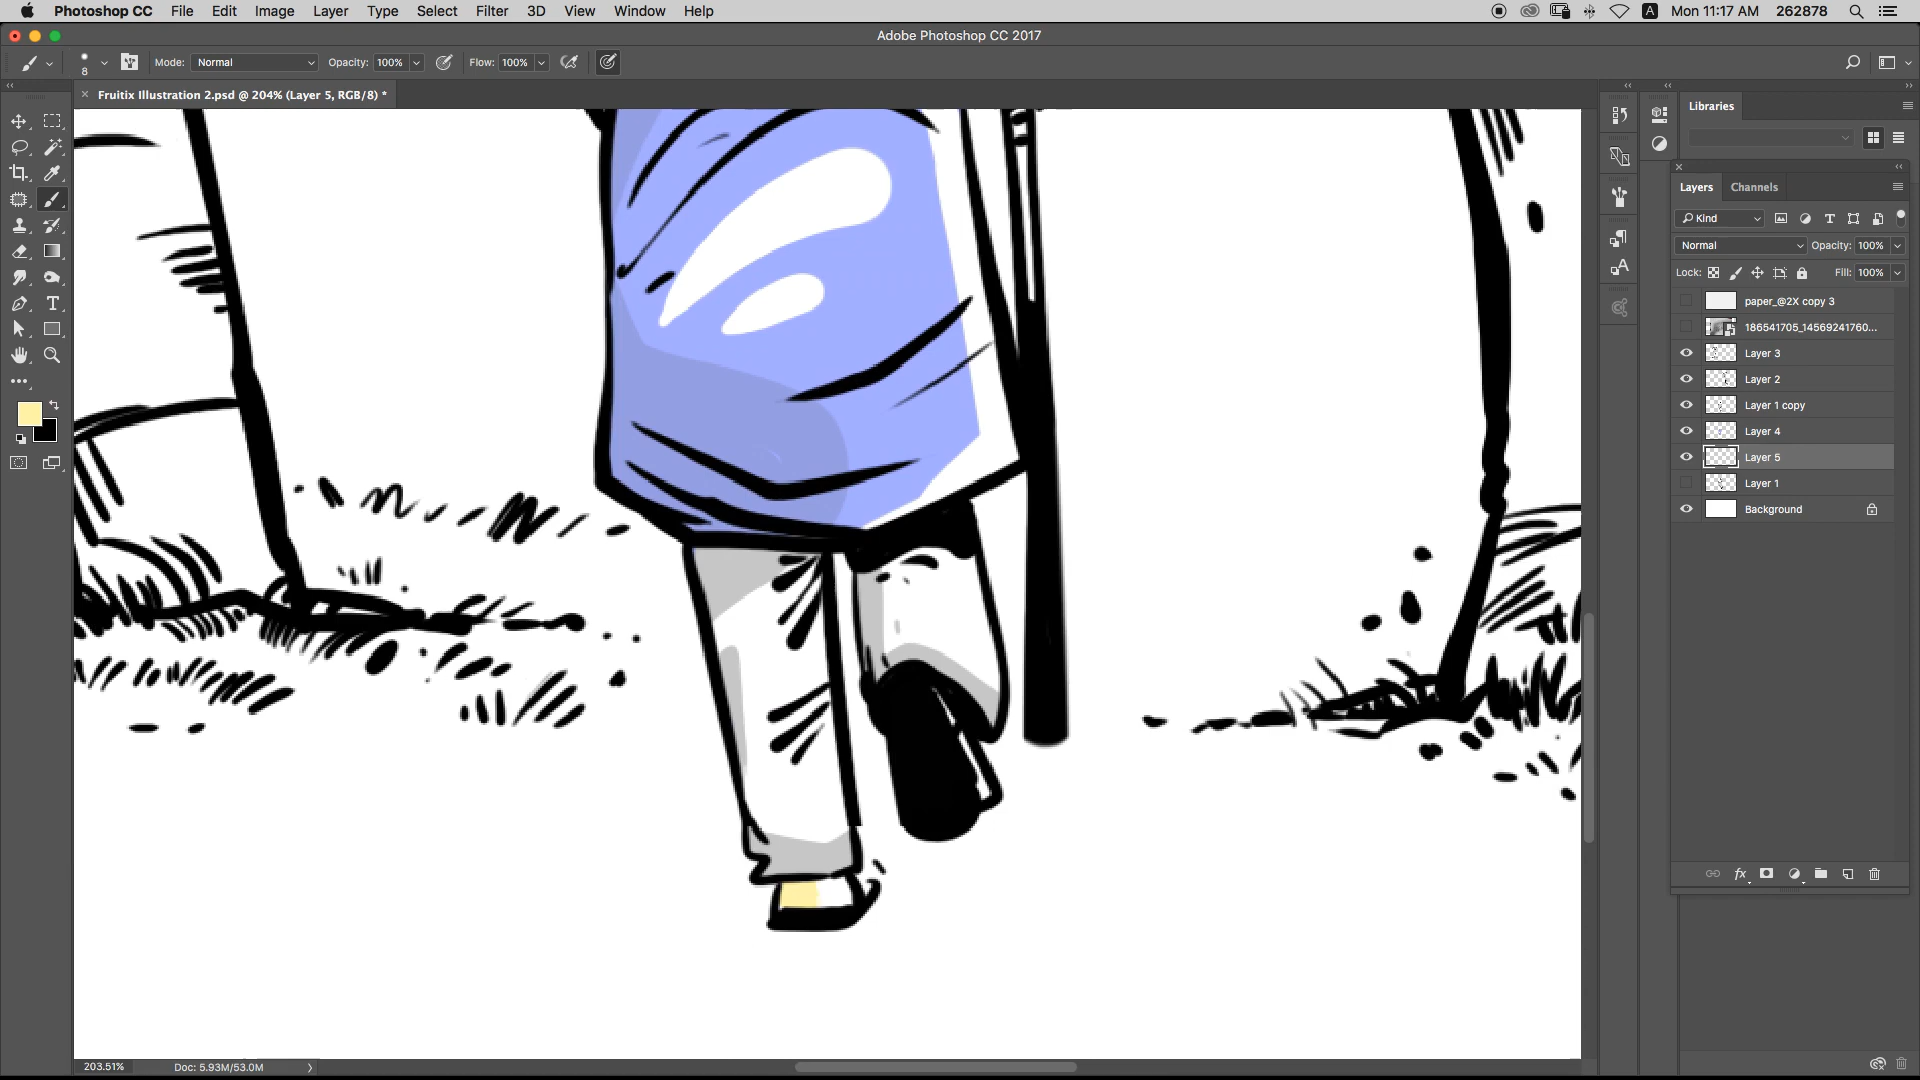 Photoshop CC File Edit Image Layer Type Select Filter 3D View Window Help A Mon 11:17 AM 262878
Adobe Photoshop CC 2017
8 Mode: Normal Opacity: 100% Flow: 100%
× Fruitix Illustration 2.psd @ 204% (Layer 5, RGB/8) *
Libraries
Layers Channels
Kind
Normal Opacity: 100%
Lock: Fill: 100%
paper_@2X copy 3
186541705_14569241760...
Layer 3
Layer 2
Layer 1 copy
Layer 4
Layer 5
Layer 1
Background
fx
203.51% Doc: 5.93M/53.0M